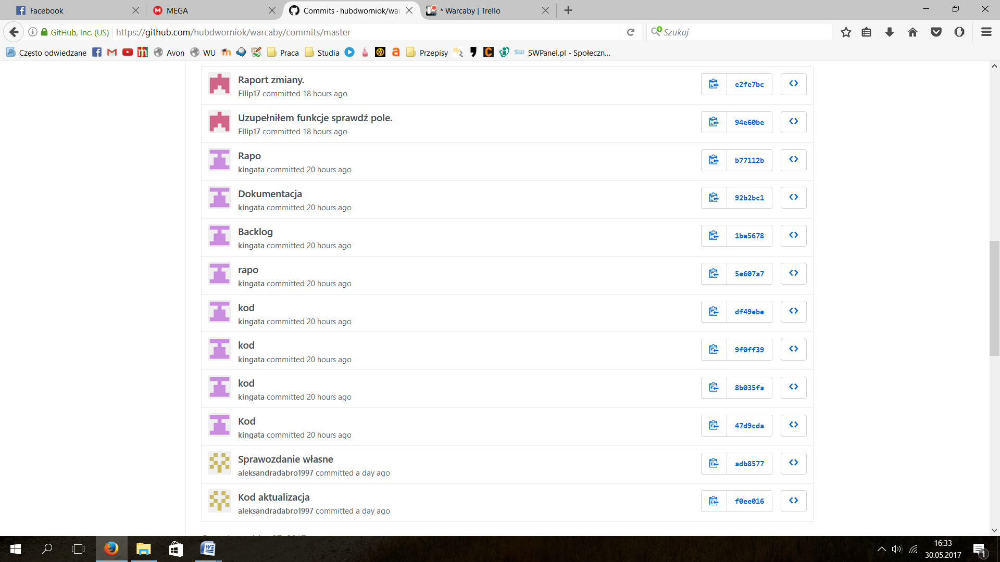 Facebook
MEGA
Commits · hubdworniok/wa
* Warcaby | Trello
GitHub, Inc. (US)
https://github.com/hubdworniok/warcaby/commits/master
Szukaj
Często odwiedzane
Avon
WU
Praca
Studia
Przepisy
SWPanel.pl - Społeczn...
Raport zmiany.
Filip17 committed 18 hours ago
e2fe7bc
Uzupełniłem funkcje sprawdź pole.
Filip17 committed 18 hours ago
94e60be
Rapo
kingata committed 20 hours ago
b77112b
Dokumentacja
kingata committed 20 hours ago
92b2bc1
Backlog
kingata committed 20 hours ago
1be5678
rapo
kingata committed 20 hours ago
5e607a7
kod
kingata committed 20 hours ago
df49ebe
kod
kingata committed 20 hours ago
9f0ff39
kod
kingata committed 20 hours ago
8b035fa
Kod
kingata committed 20 hours ago
47d9cda
Sprawozdanie własne
aleksandradabro1997 committed a day ago
adb8577
Kod aktualizacja
aleksandradabro1997 committed a day ago
f0ee016
16:33
30.05.2017
1